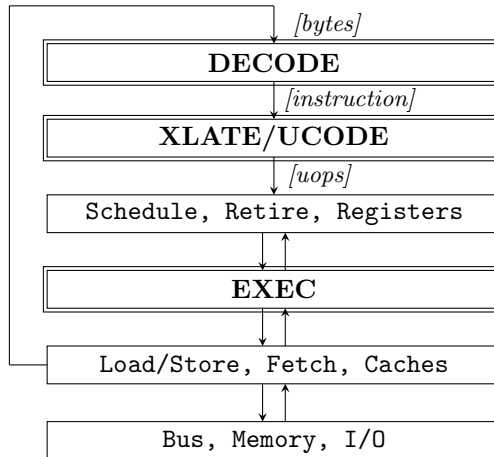 [bytes]
DECODE
[instruction]
XLATE/UCODE
[uops]
Schedule, Retire, Registers
EXEC
Load/Store, Fetch, Caches
Bus, Memory, I/O